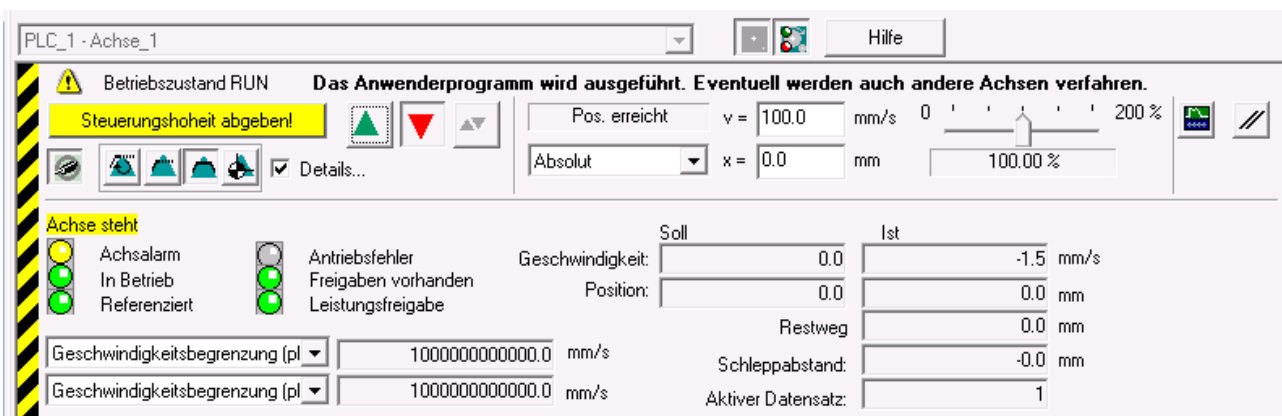 PLC_1 - Achse_1 Hilfe
Betriebszustand RUN Das Anwenderprogramm wird ausgeführt. Eventuell werden auch andere Achsen verfahren.
Steuerungshoheit abgeben! Pos. erreicht v = 100.0 mm/s 0 200 %
Details... Absolut x = 0.0 mm 100.00 %
Achse steht Soll Ist
Achsalarm Antriebsfehler Geschwindigkeit: 0.0 -1.5 mm/s
In Betrieb Freigaben vorhanden Position: 0.0 0.0 mm
Referenziert Leistungsfreigabe
Restweg 0.0 mm
Geschwindigkeitsbegrenzung (pl 1000000000000.0 mm/s
Schleppabstand: -0.0 mm
Geschwindigkeitsbegrenzung (pl 1000000000000.0 mm/s
Aktiver Datensatz: 1